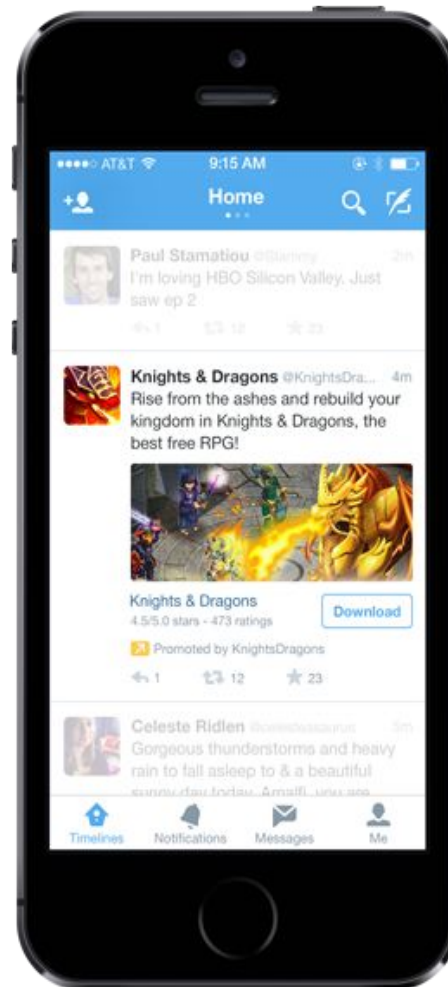 AT&T 9:15 AM
Home
Paul Stamatiou @Stammy 2m
I'm loving HBO Silicon Valley. Just
saw ep 2
1 12 23
Knights & Dragons @KnightsDra... 4m
Rise from the ashes and rebuild your
kingdom in Knights & Dragons, the
best free RPG!
Knights & Dragons
4.5/5.0 stars - 473 ratings
Download
Promoted by KnightsDragons
1 12 23
Celeste Ridlen @celestessaurus 5m
Gorgeous thunderstorms and heavy
rain to fall asleep to & a beautiful
sunny day today. Amalfi, you are
Timelines Notifications Messages Me